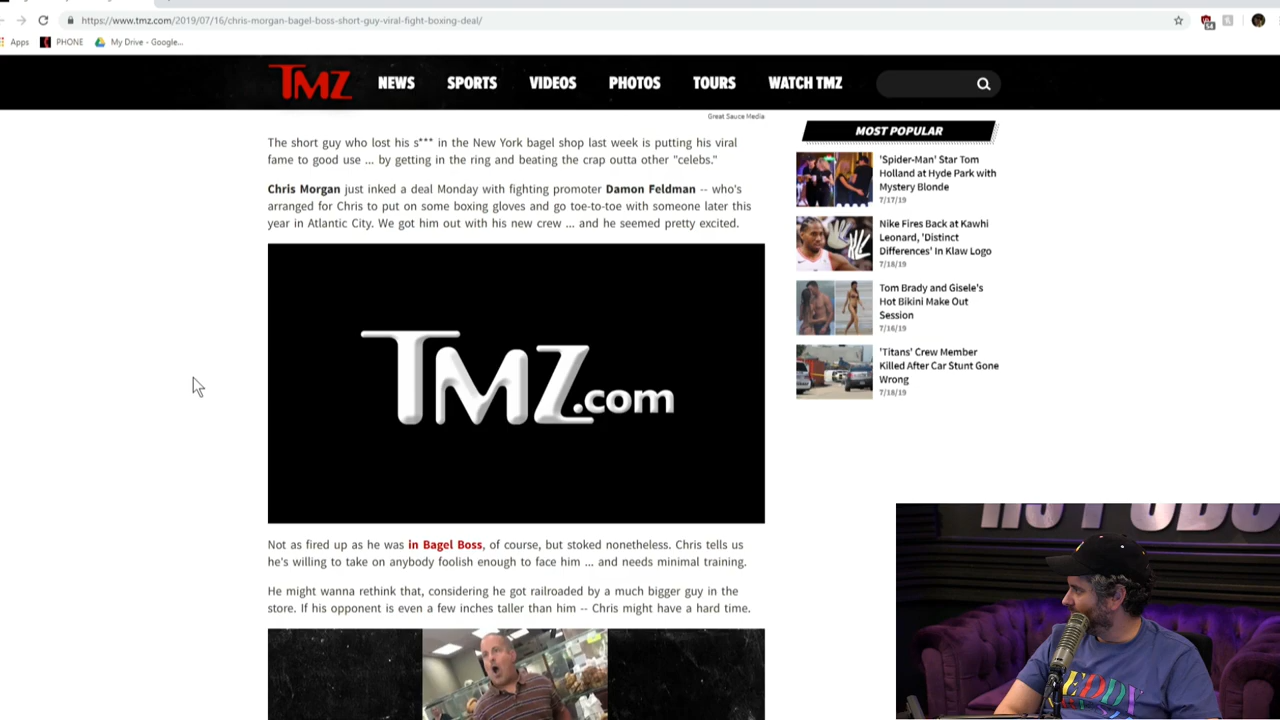 https://www.tmz.com/2019/07/16/chris-morgan-bagel-boss-short-guy-viral-fight-boxing-deal/
54
Apps
PHONE
My Drive - Google...
TMZ
NEWS
SPORTS
VIDEOS
PHOTOS
TOURS
WATCH TMZ
Great Sauce Media
The short guy who lost his s*** in the New York bagel shop last week is putting his viral
fame to good use ... by getting in the ring and beating the crap outta other "celebs."
Chris Morgan just inked a deal Monday with fighting promoter Damon Feldman -- who's
arranged for Chris to put on some boxing gloves and go toe-to-toe with someone later this
year in Atlantic City. We got him out with his new crew ... and he seemed pretty excited.
TMZ.com
Not as fired up as he was in Bagel Boss, of course, but stoked nonetheless. Chris tells us
he's willing to take on anybody foolish enough to face him ... and needs minimal training.
He might wanna rethink that, considering he got railroaded by a much bigger guy in the
store. If his opponent is even a few inches taller than him -- Chris might have a hard time.
MOST POPULAR
'Spider-Man' Star Tom
Holland at Hyde Park with
Mystery Blonde
7/17/19
Nike Fires Back at Kawhi
Leonard, 'Distinct
Differences' In Klaw Logo
7/18/19
Tom Brady and Gisele's
Hot Bikini Make Out
Session
7/16/19
'Titans' Crew Member
Killed After Car Stunt Gone
Wrong
7/18/19